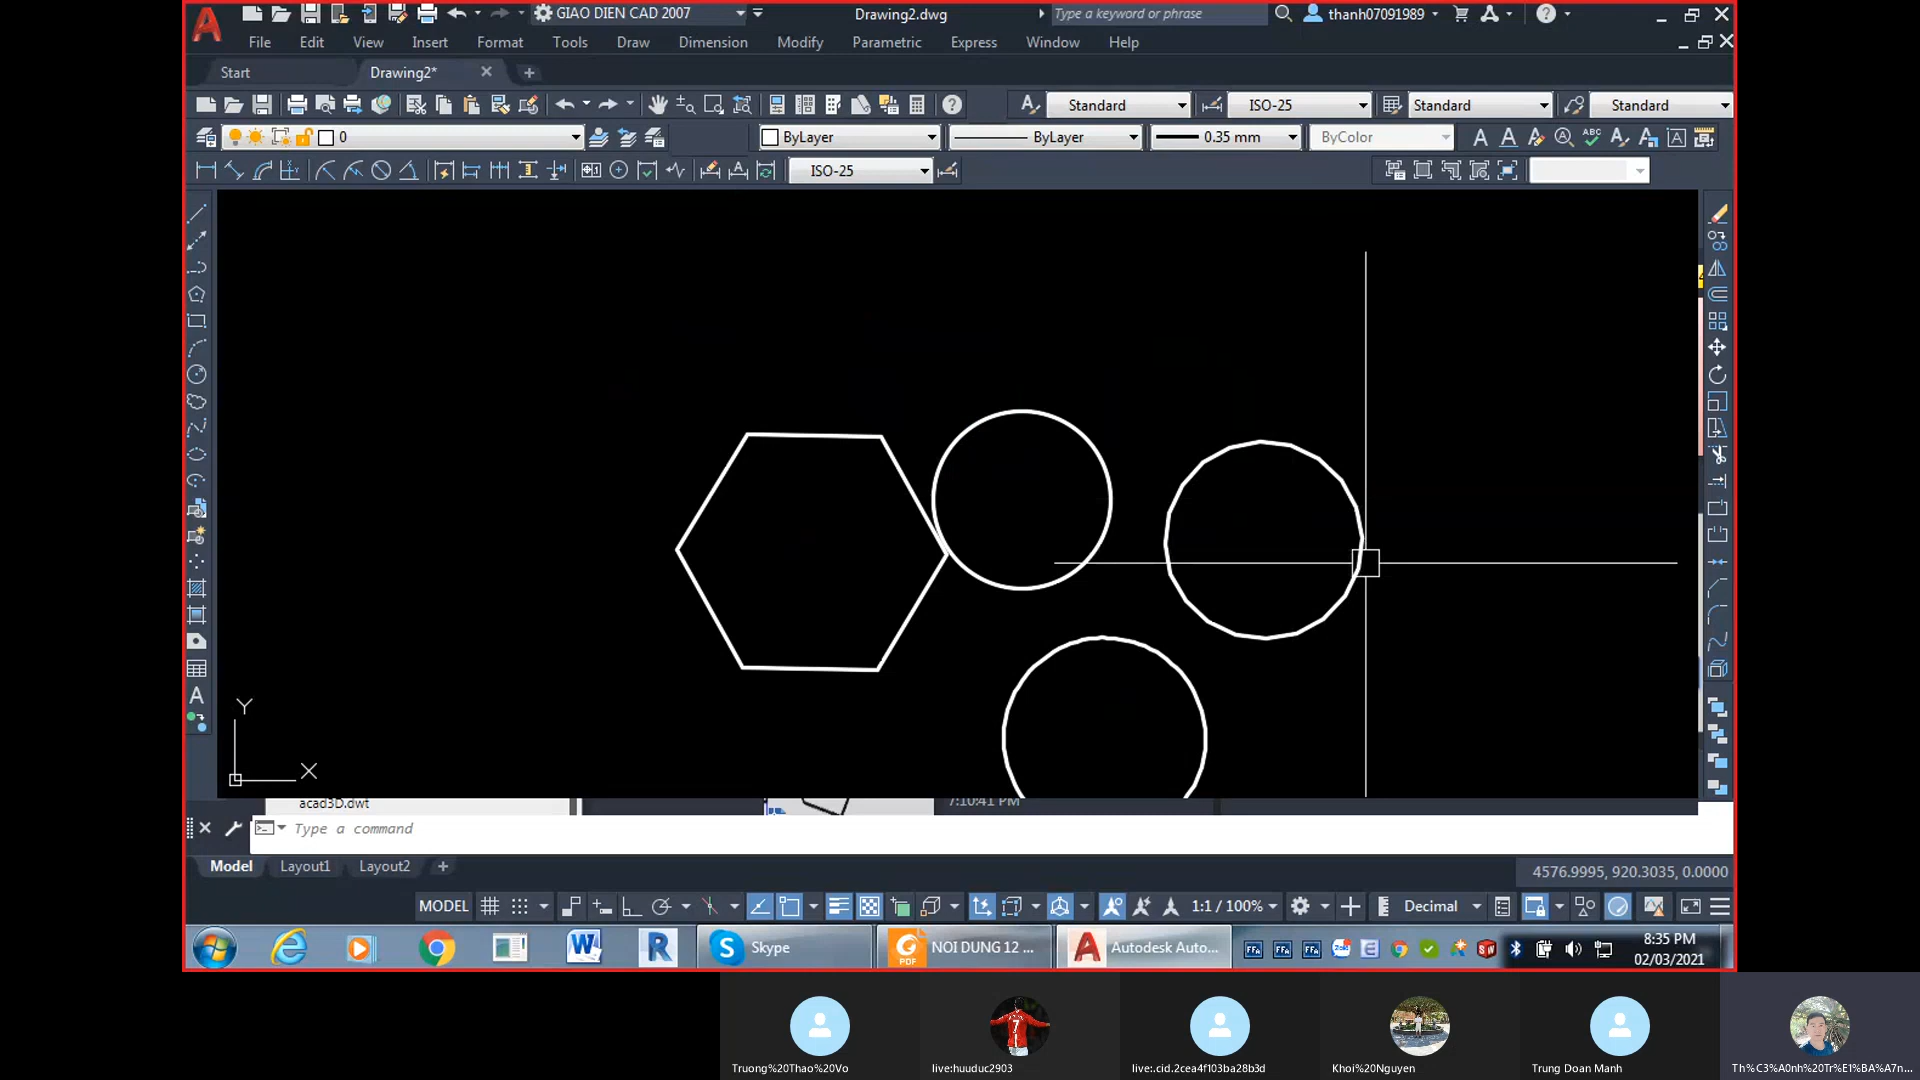 GIAO DIEN CAD 2007
Drawing2.dwg
Type a keyword or phrase
thanh07091989
File Edit View Insert Format Tools Draw Dimension Modify Parametric Express Window Help
Start
Drawing2*
Standard
ISO-25
Standard
Standard
0
ByLayer
ByLayer
0.35 mm
ByColor
ISO-25
Y
X
acad3D.dwt
7:10:41 PM
Type a command
Model
Layout1
Layout2
4576.9995, 920.3035, 0.0000
MODEL
1:1 / 100%
Decimal
Skype
NOI DUNG 12 ...
Autodesk Auto...
8:35 PM
02/03/2021
Truong%20Thao%20Vo
live:huuduc2903
live:.cid.2cea4f103ba28b3d
Khoi%20Nguyen
Trung Doan Manh
Th%C3%A0nh%20Tr%E1%BA%A7n...